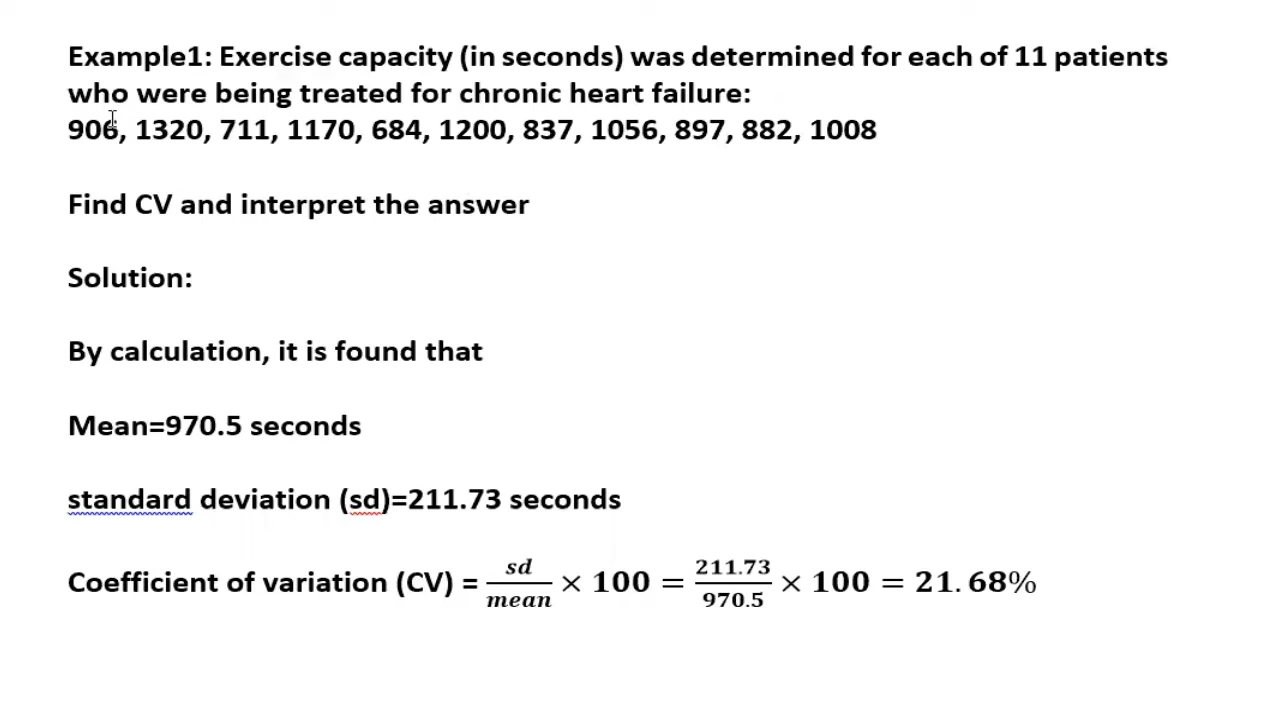 Example1: Exercise capacity (in seconds) was determined for each of 11 patients
who were being treated for chronic heart failure:
906, 1320, 711, 1170, 684, 1200, 837, 1056, 897, 882, 1008
Find CV and interpret the answer
Solution:
By calculation, it is found that
Mean=970.5 seconds
standard deviation (sd)=211.73 seconds
Coefficient of variation (CV) = sd/mean × 100 = 211.73/970.5 × 100 = 21.68%